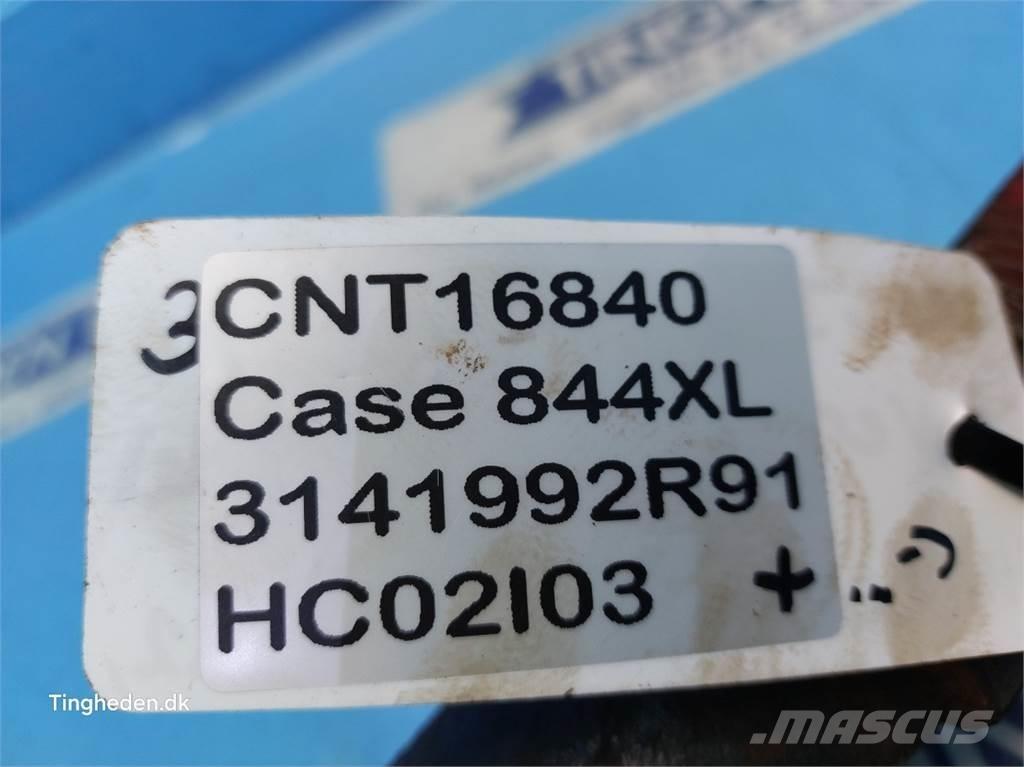 3
CNT16840
Case 844XL
3141992R91
HC02I03 +
Tingheden.dk
.MASCUS